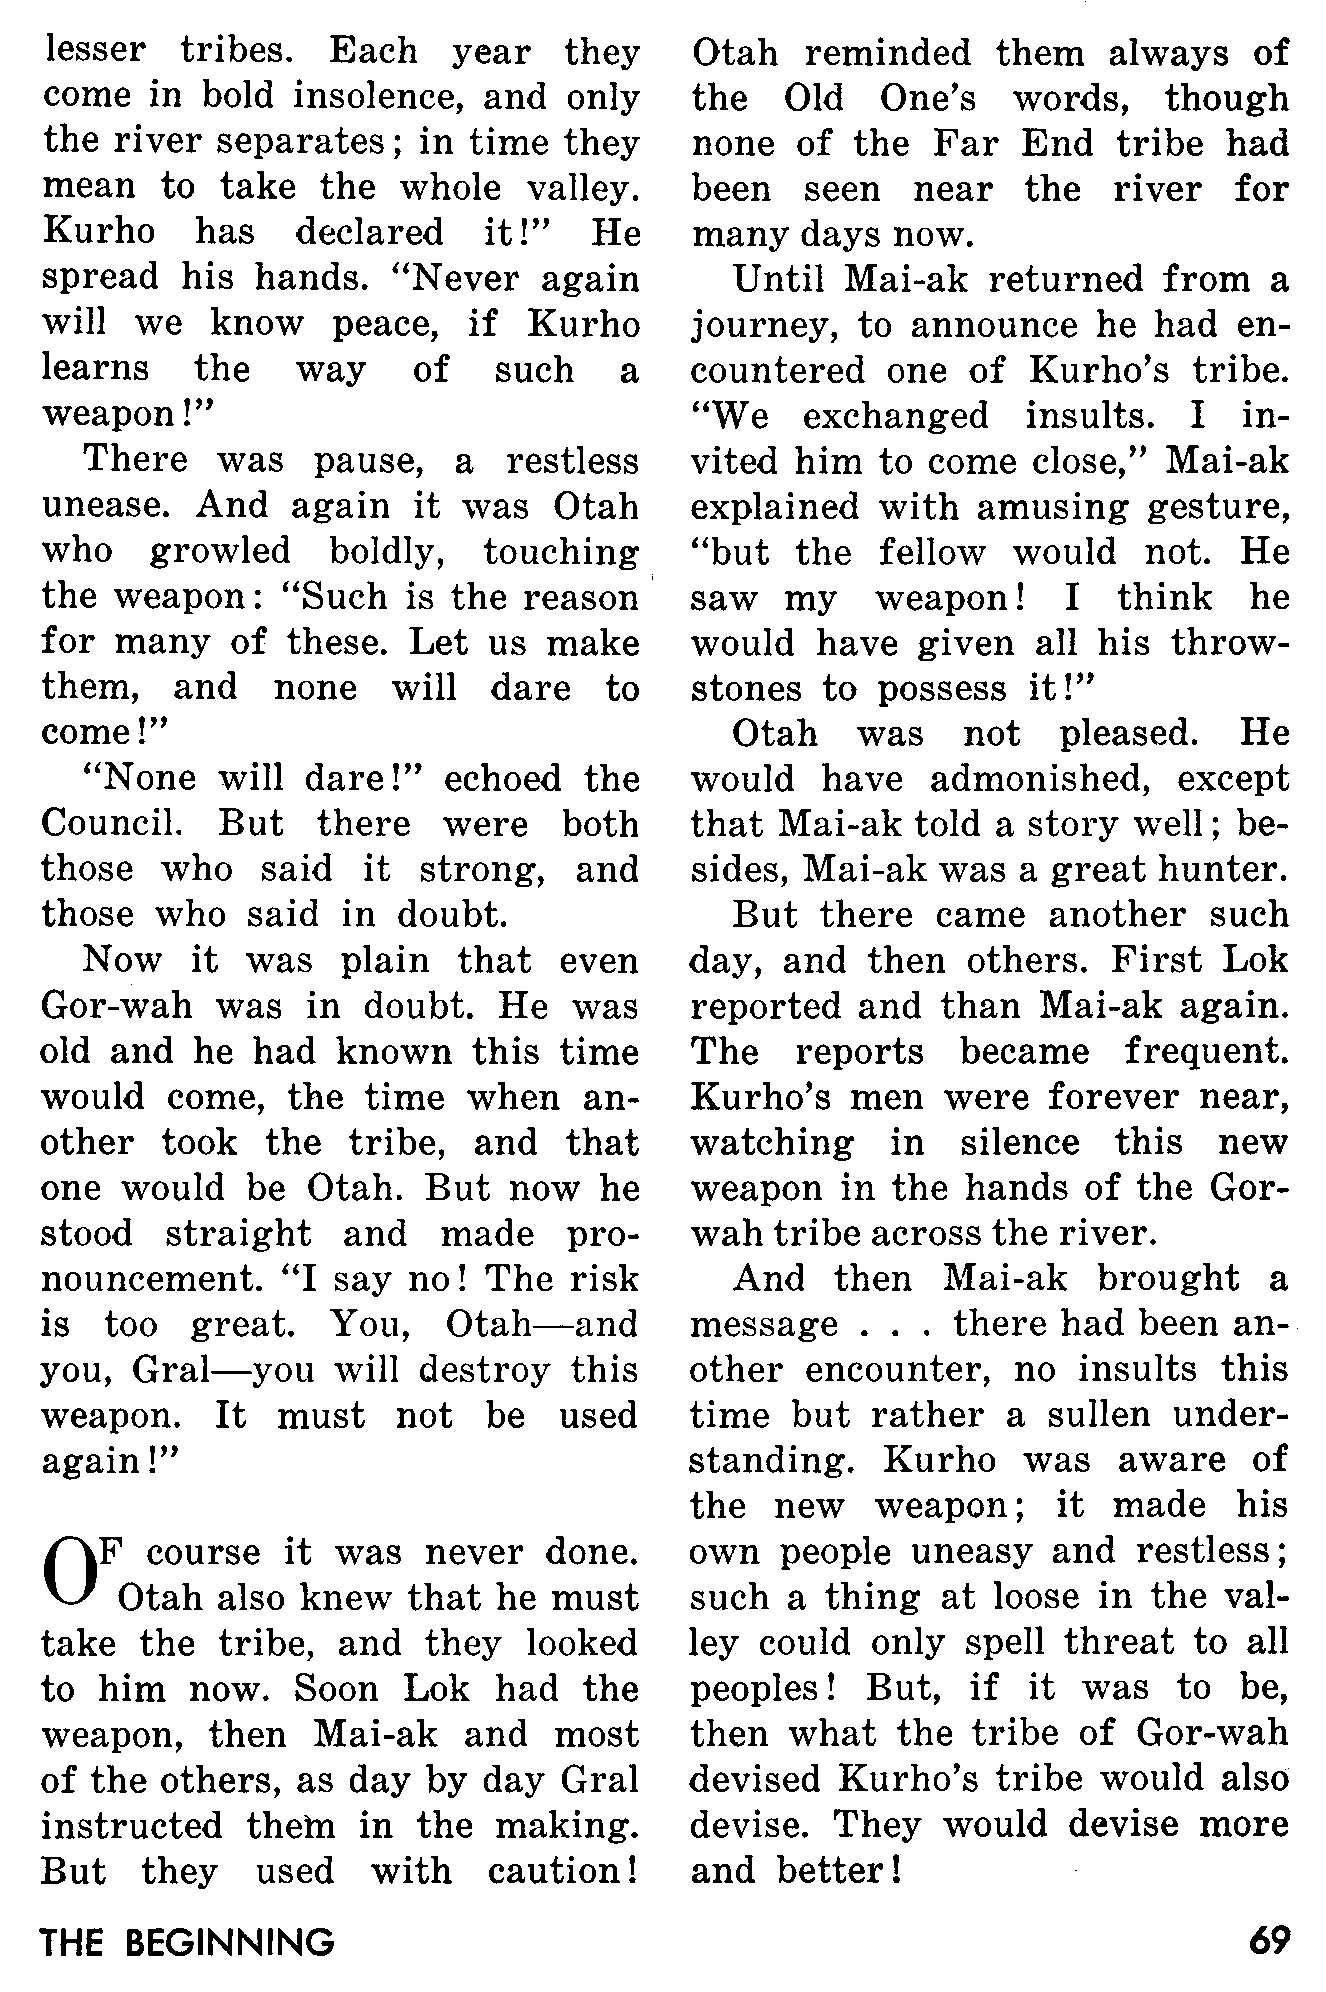 lesser tribes. Each year they
come in bold insolence, and only
the river separates; in time they
mean to take the whole valley.
Kurho has declared it!” He
spread his hands. “Never again
will we know peace, if Kurho
learns the way of such a
weapon!”
There was pause, a restless
unease. And again it was Otah
who growled boldly, touching
the weapon: “Such is the reason
for many of these. Let us make
them, and none will dare to
come!”
“None will dare!” echoed the
Council. But there were both
those who said it strong, and
those who said in doubt.
Now it was plain that even
Gor-wah was in doubt. He was
old and he had known this time
would come, the time when an-
other took the tribe, and that
one would be Otah. But now he
stood straight and made pro-
nouncement. “I say no! The risk
is too great. You, Otah—and
you, Gral—you will destroy this
weapon. It must not be used
again!”
OF course it was never done.
Otah also knew that he must
take the tribe, and they looked
to him now. Soon Lok had the
weapon, then Mai-ak and most
of the others, as day by day Gral
instructed them in the making.
But they used with caution!
Otah reminded them always of
the Old One’s words, though
none of the Far End tribe had
been seen near the river for
many days now.
Until Mai-ak returned from a
journey, to announce he had en-
countered one of Kurho’s tribe.
“We exchanged insults. I in-
vited him to come close,” Mai-ak
explained with amusing gesture,
“but the fellow would not. He
saw my weapon! I think he
would have given all his throw-
stones to possess it!”
Otah was not pleased. He
would have admonished, except
that Mai-ak told a story well; be-
sides, Mai-ak was a great hunter.
But there came another such
day, and then others. First Lok
reported and than Mai-ak again.
The reports became frequent.
Kurho’s men were forever near,
watching in silence this new
weapon in the hands of the Gor-
wah tribe across the river.
And then Mai-ak brought a
message . . . there had been an-
other encounter, no insults this
time but rather a sullen under-
standing. Kurho was aware of
the new weapon; it made his
own people uneasy and restless;
such a thing at loose in the val-
ley could only spell threat to all
peoples! But, if it was to be,
then what the tribe of Gor-wah
devised Kurho’s tribe would also
devise. They would devise more
and better!
THE BEGINNING
69